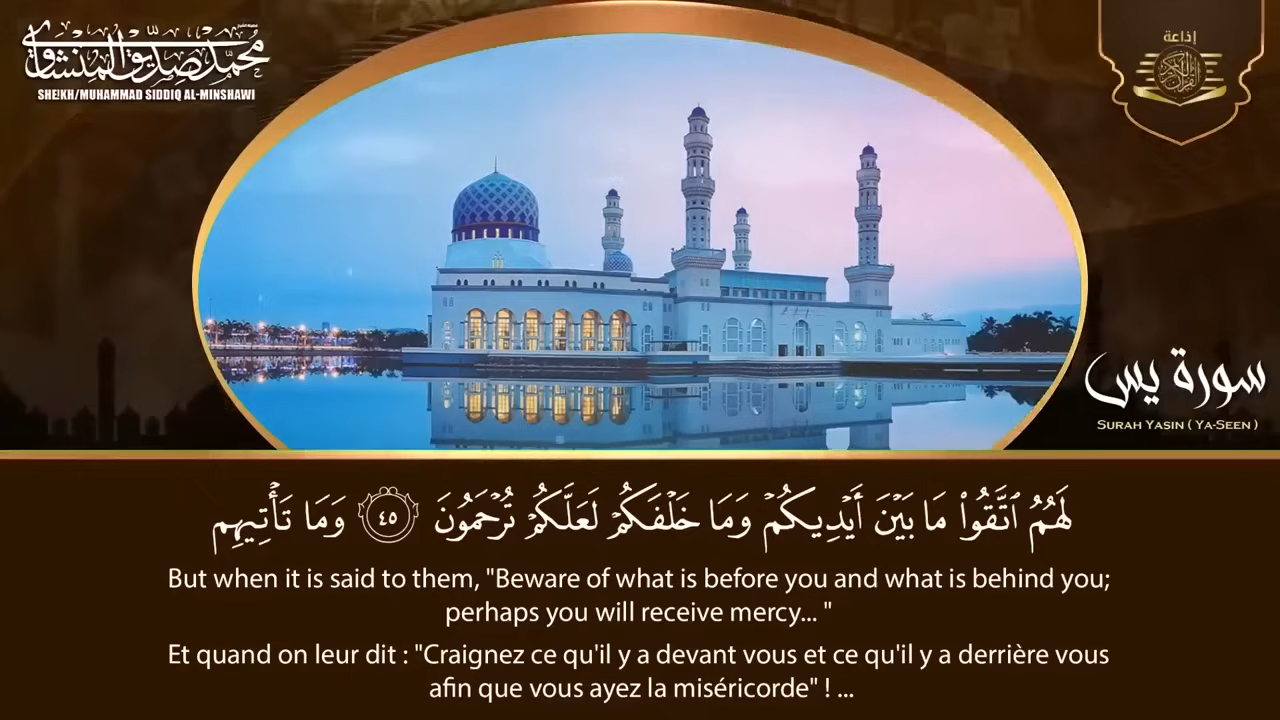 محمد صديق المنشاوي
SHEIKH/MUHAMMAD SIDDIQ AL-MINSHAWI
إذاعة
القرآن الكريم
سورة يس
SURAH YASIN ( YA-SEEN )
لَهُمُ ٱتَّقُوا۟ مَا بَيْنَ أَيْدِيكُمْ وَمَا خَلْفَكُمْ لَعَلَّكُمْ تُرْحَمُونَ ٤٥ وَمَا تَأْتِيهِم
But when it is said to them, "Beware of what is before you and what is behind you;
perhaps you will receive mercy... "
Et quand on leur dit : "Craignez ce qu'il y a devant vous et ce qu'il y a derrière vous
afin que vous ayez la miséricorde" ! ...